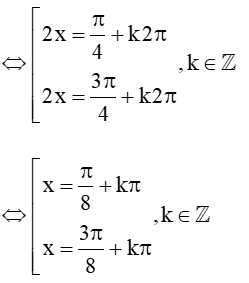 ⇔ [ 2x = π/4 + k2π
2x = 3π/4 + k2π , k ∈ ℤ
⇔ [ x = π/8 + kπ
x = 3π/8 + kπ , k ∈ ℤ